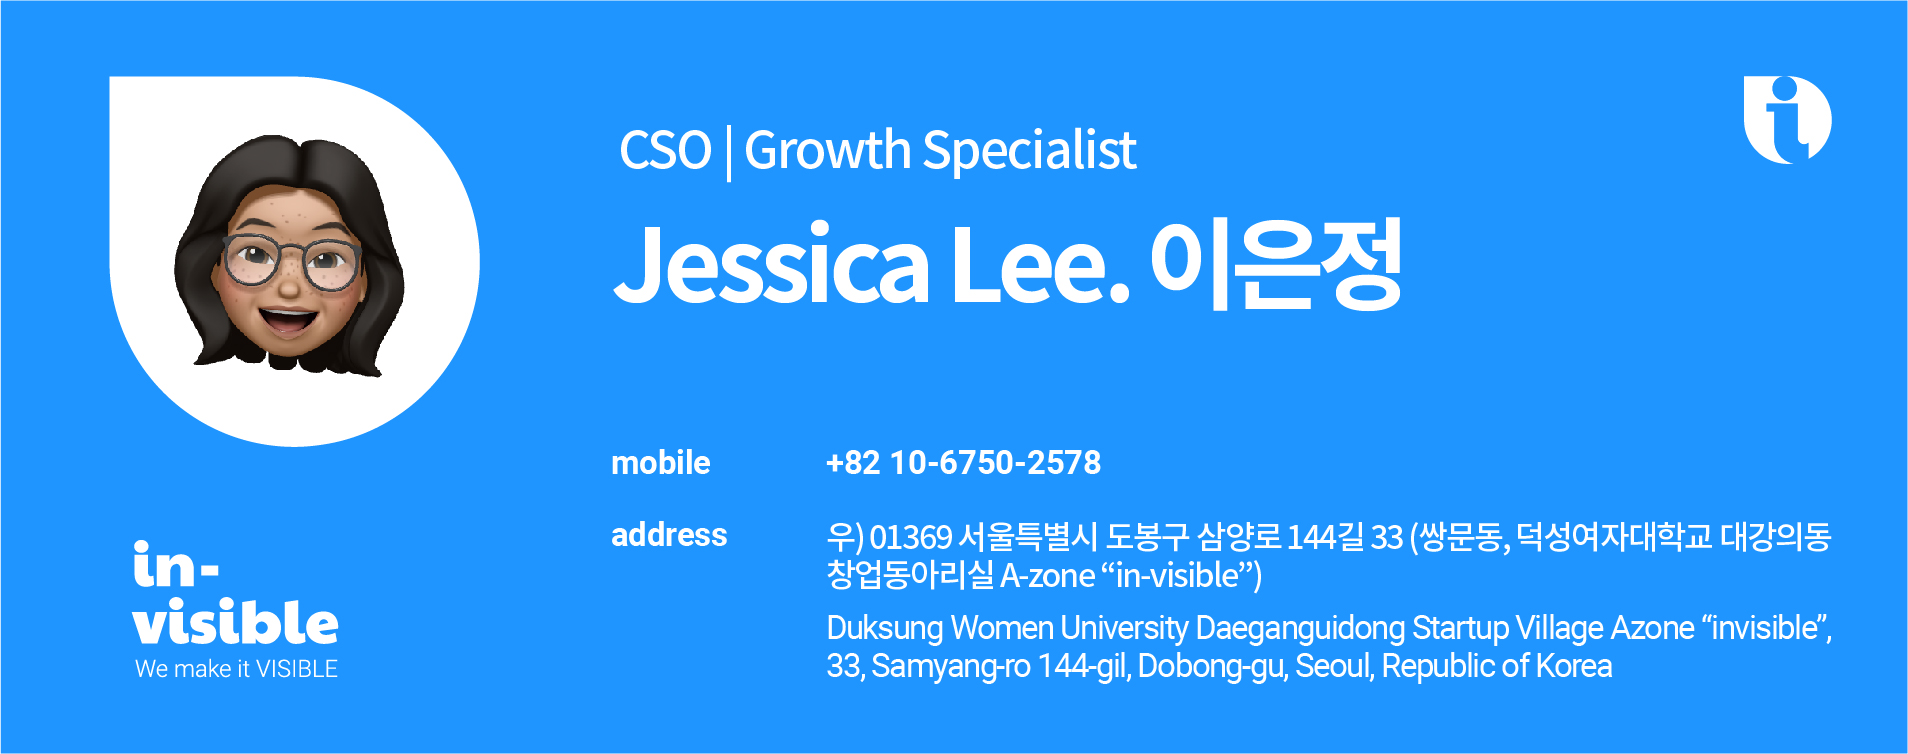 CSO | Growth Specialist
Jessica Lee. 이은정
mobile +82 10-6750-2578
address 우) 01369 서울특별시 도봉구 삼양로 144길 33 (쌍문동, 덕성여자대학교 대강의동
창업동아리실 A-zone “in-visible”)
Duksung Women University Daeganguidong Startup Village Azone “invisible”,
33, Samyang-ro 144-gil, Dobong-gu, Seoul, Republic of Korea
in-
visible
We make it VISIBLE